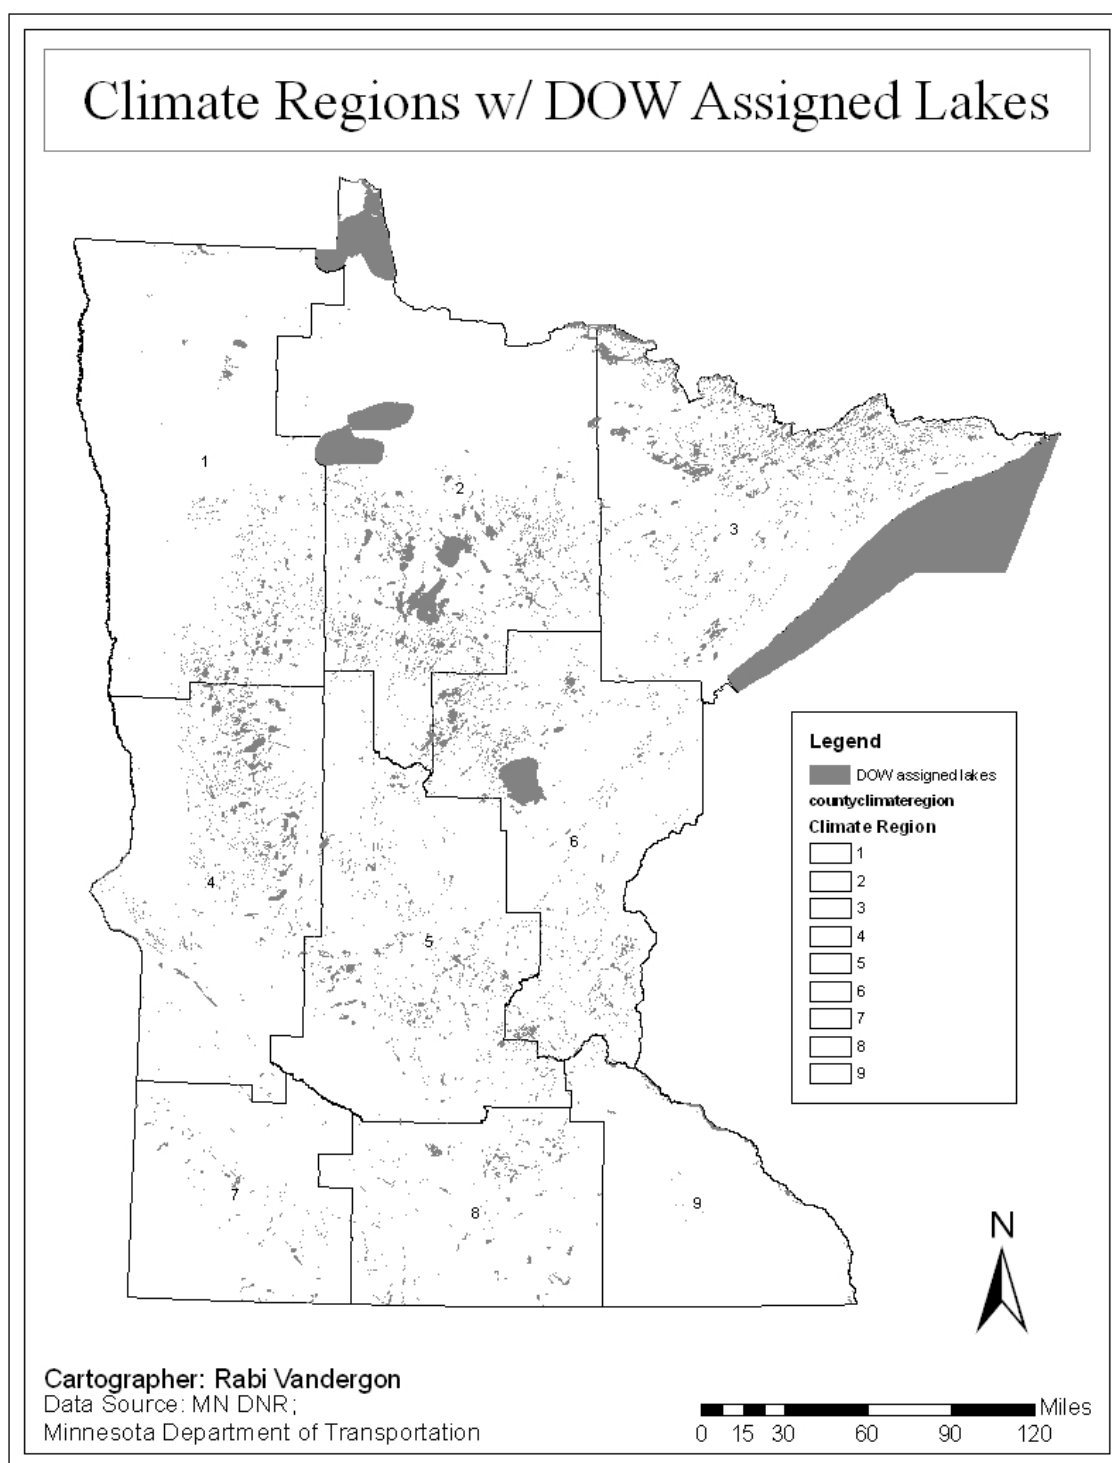 Climate Regions w/ DOW Assigned Lakes
1
2
3
4
5
6
7
8
9
Legend
DOW assigned lakes
countyclimateregion
Climate Region
1
2
3
4
5
6
7
8
9
N
Cartographer: Rabi Vandergon
Data Source: MN DNR;
Minnesota Department of Transportation
Miles
0 15 30 60 90 120